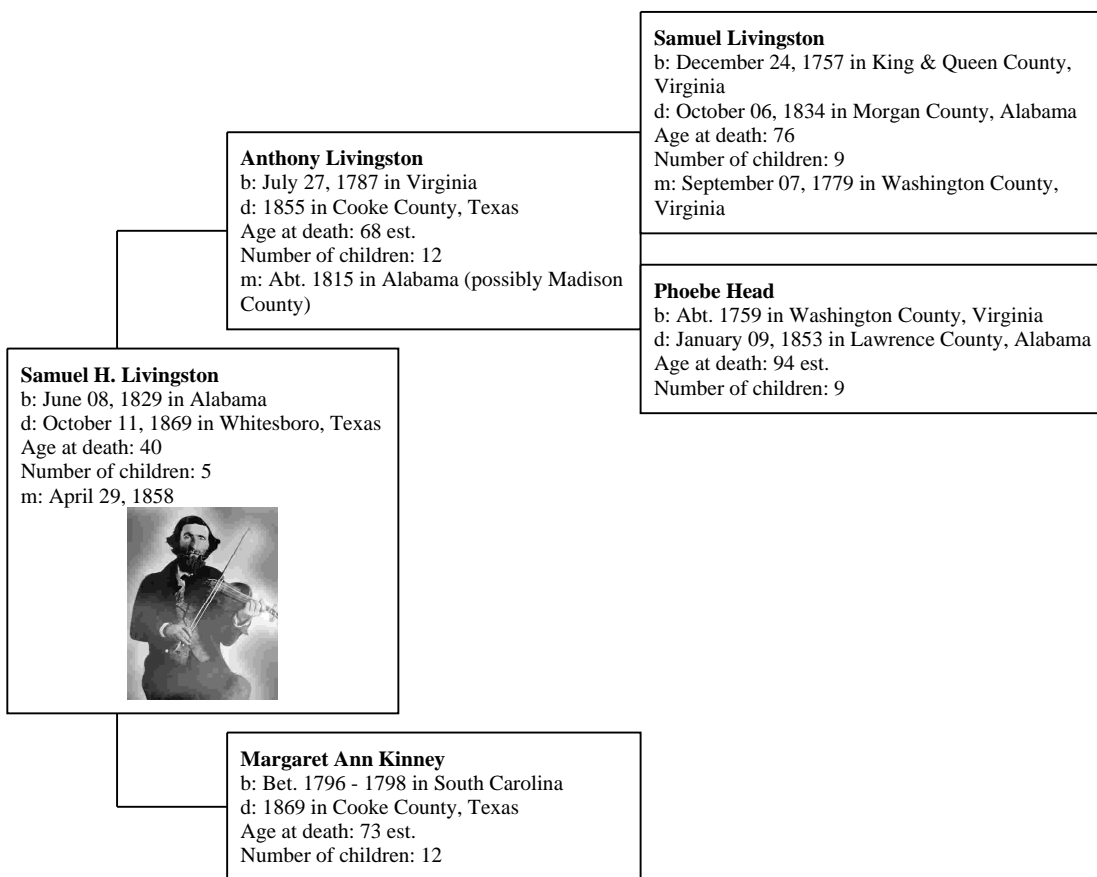 Samuel Livingston
b: December 24, 1757 in King & Queen County,
Virginia
d: October 06, 1834 in Morgan County, Alabama
Age at death: 76
Number of children: 9
m: September 07, 1779 in Washington County,
Virginia
Anthony Livingston
b: July 27, 1787 in Virginia
d: 1855 in Cooke County, Texas
Age at death: 68 est.
Number of children: 12
m: Abt. 1815 in Alabama (possibly Madison
County)
Phoebe Head
b: Abt. 1759 in Washington County, Virginia
d: January 09, 1853 in Lawrence County, Alabama
Age at death: 94 est.
Number of children: 9
Samuel H. Livingston
b: June 08, 1829 in Alabama
d: October 11, 1869 in Whitesboro, Texas
Age at death: 40
Number of children: 5
m: April 29, 1858
Margaret Ann Kinney
b: Bet. 1796 - 1798 in South Carolina
d: 1869 in Cooke County, Texas
Age at death: 73 est.
Number of children: 12